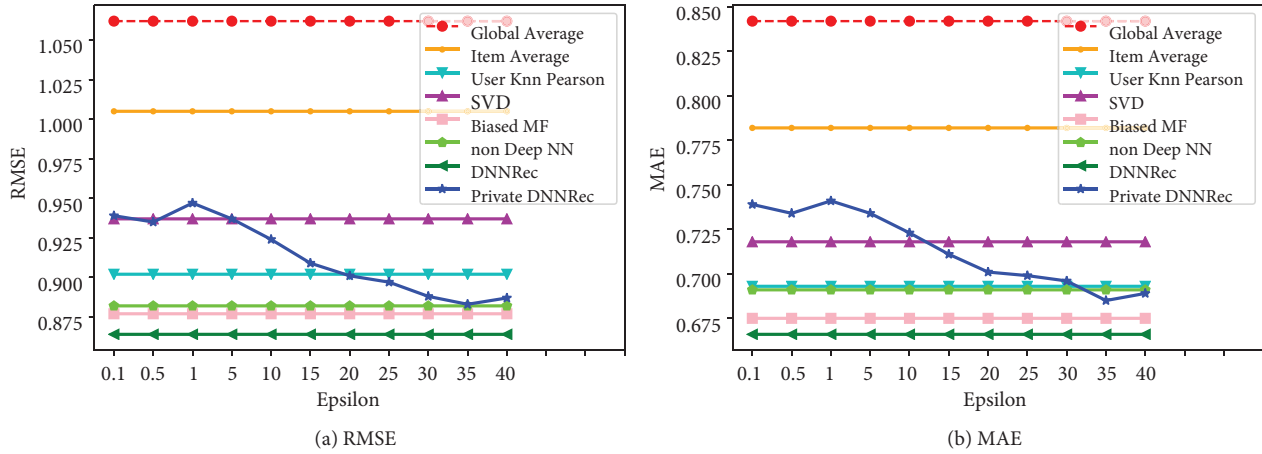 1.050
1.025
1.000
0.975
0.950
0.925
0.900
0.875
RMSE
Global Average
Item Average
User Knn Pearson
SVD
Biased MF
non Deep NN
DNNRec
Private DNNRec
0.1 0.5 1 5 10 15 20 25 30 35 40
Epsilon
(a) RMSE
0.850
0.825
0.800
0.775
0.750
0.725
0.700
0.675
MAE
Global Average
Item Average
User Knn Pearson
SVD
Biased MF
non Deep NN
DNNRec
Private DNNRec
0.1 0.5 1 5 10 15 20 25 30 35 40
Epsilon
(b) MAE